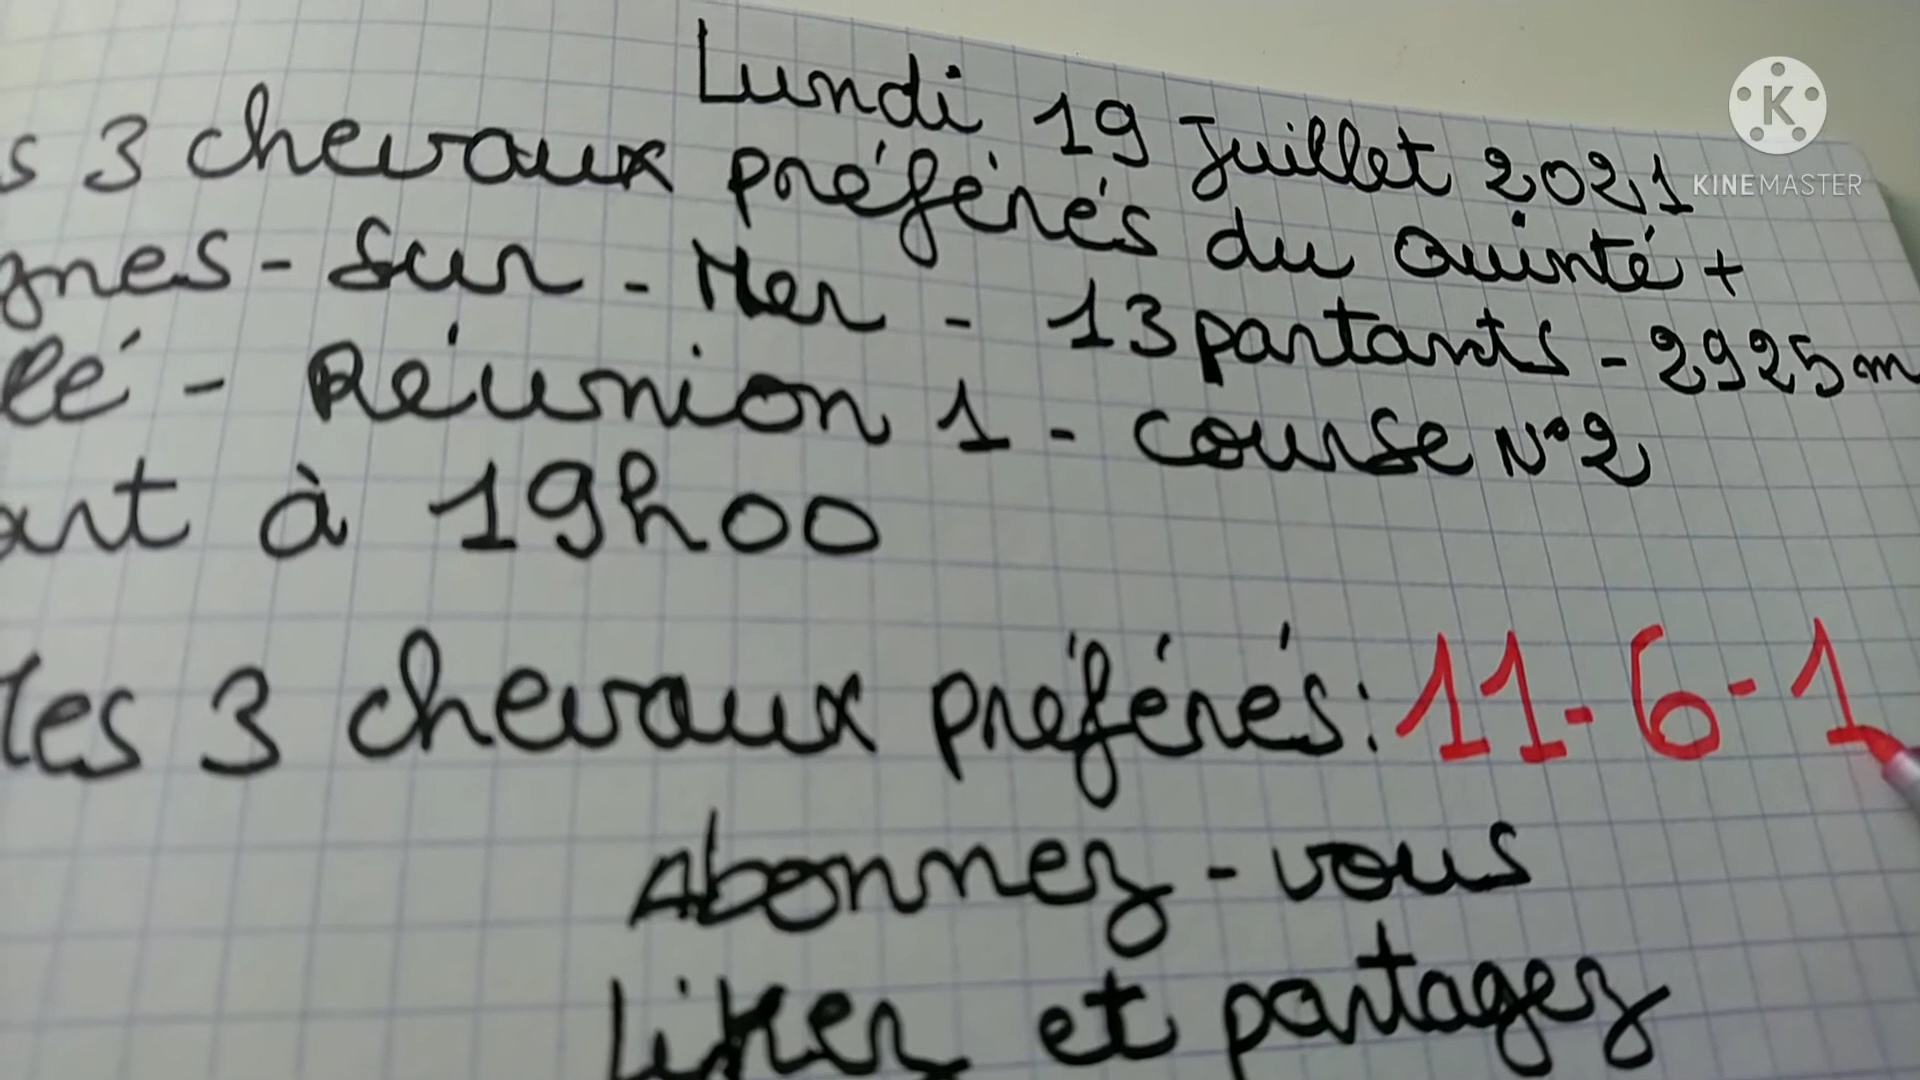 Lundi 19 Juillet 2021
s 3 chevaux préférés du Quinté +
gnes - Sur - Mer - 13 partants - 2925m
lé - Réunion 1 - course N°2
art à 19h00
les 3 chevaux préférés : 11 - 6 - 1
Abonnez - vous
Liker et partagez
K
KINEMASTER